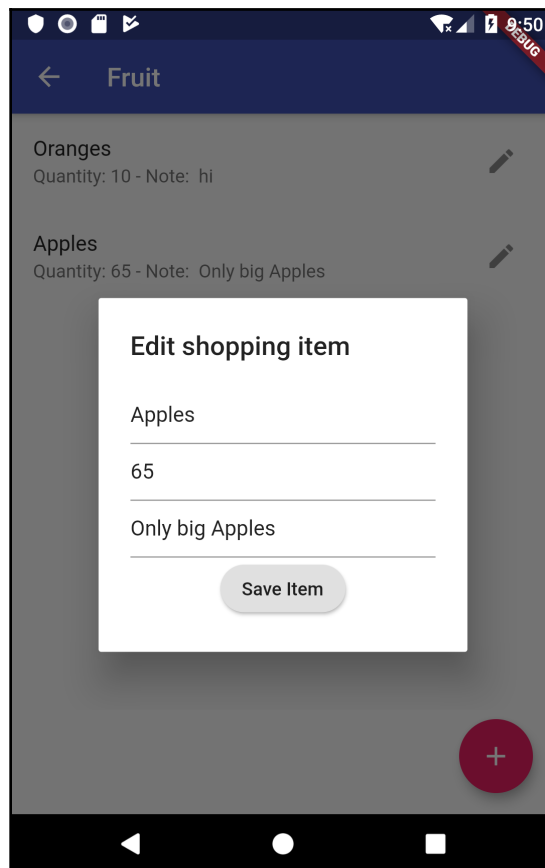 9:50
DEBUG
Fruit
Oranges
Quantity: 10 - Note:  hi
Apples
Quantity: 65 - Note:  Only big Apples
Edit shopping item
Apples
65
Only big Apples
Save Item